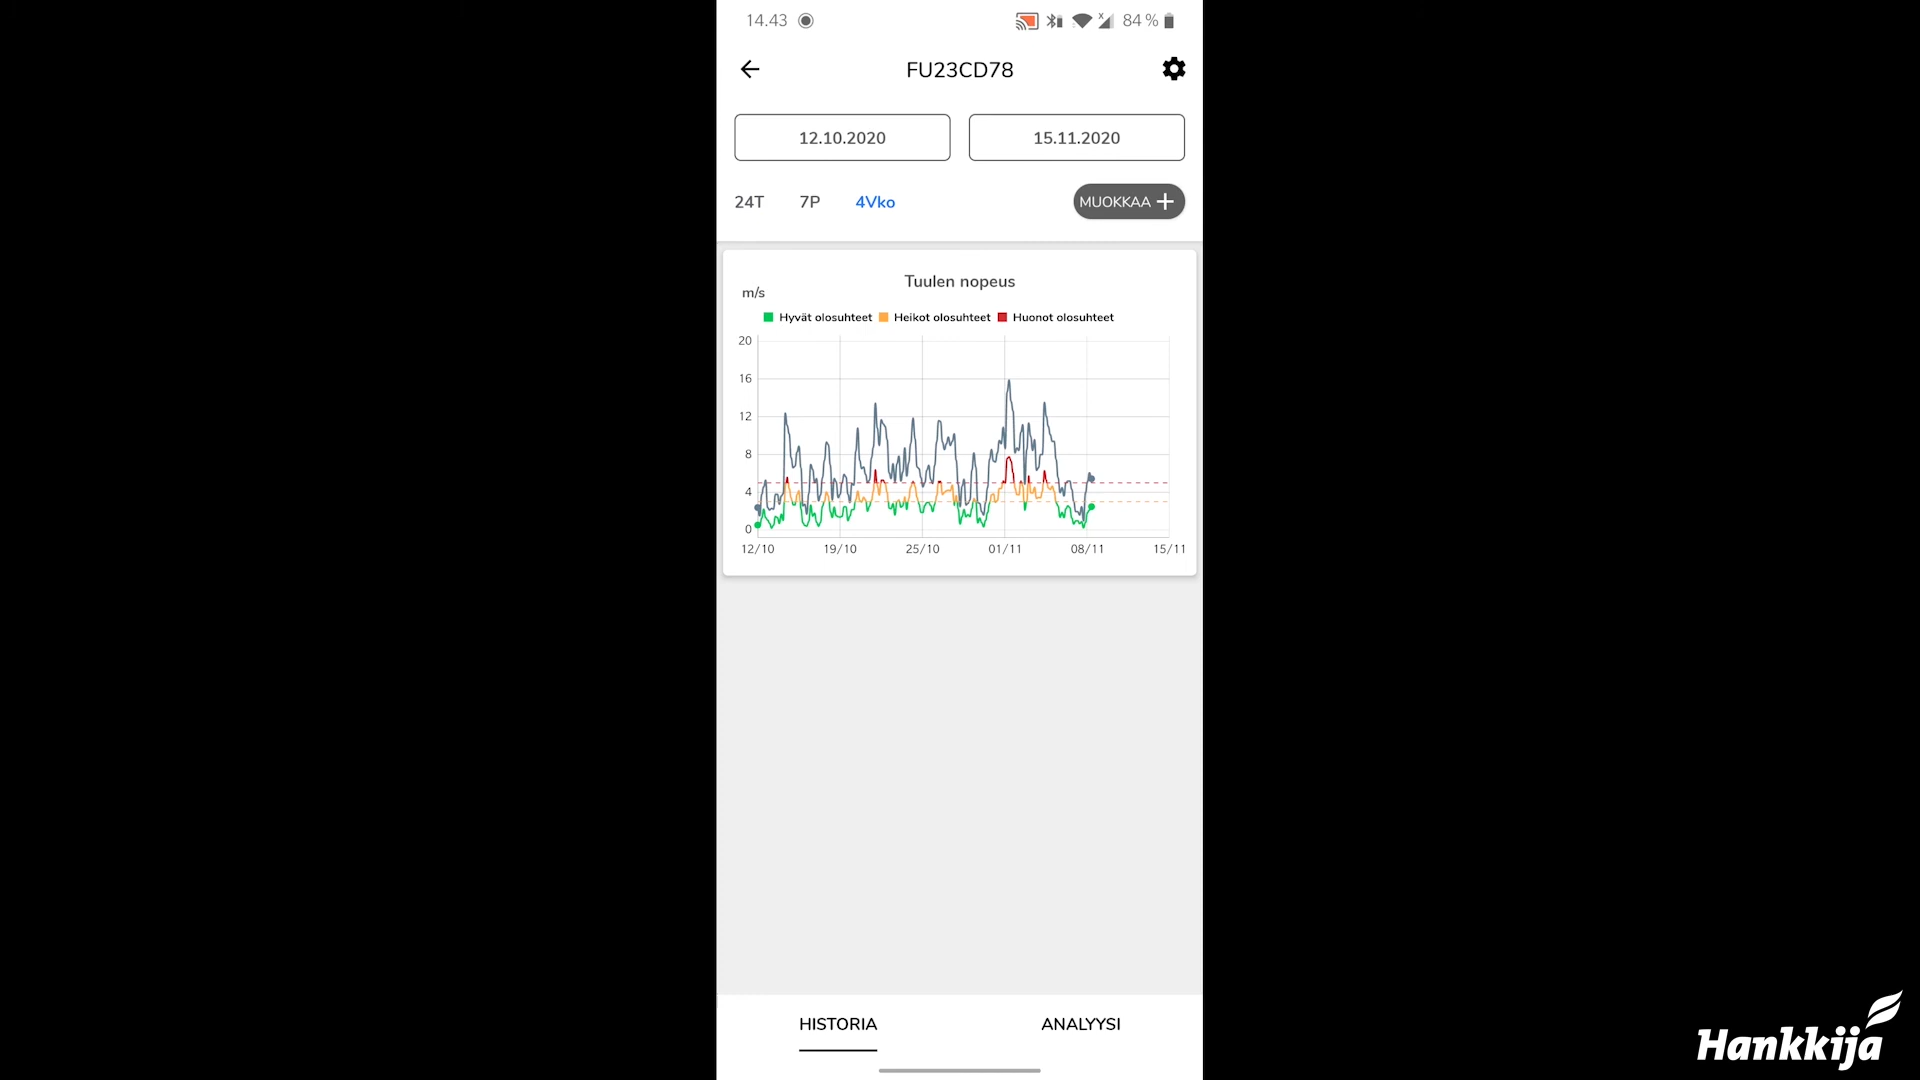 14.43 84 %
FU23CD78
12.10.2020 15.11.2020
24T 7P 4Vko MUOKKAA
Tuulen nopeus
m/s
Hyvät olosuhteet Heikot olosuhteet Huonot olosuhteet
20
16
12
8
4
0
12/10 19/10 25/10 01/11 08/11 15/11
HISTORIA ANALYYSI
Hankkija